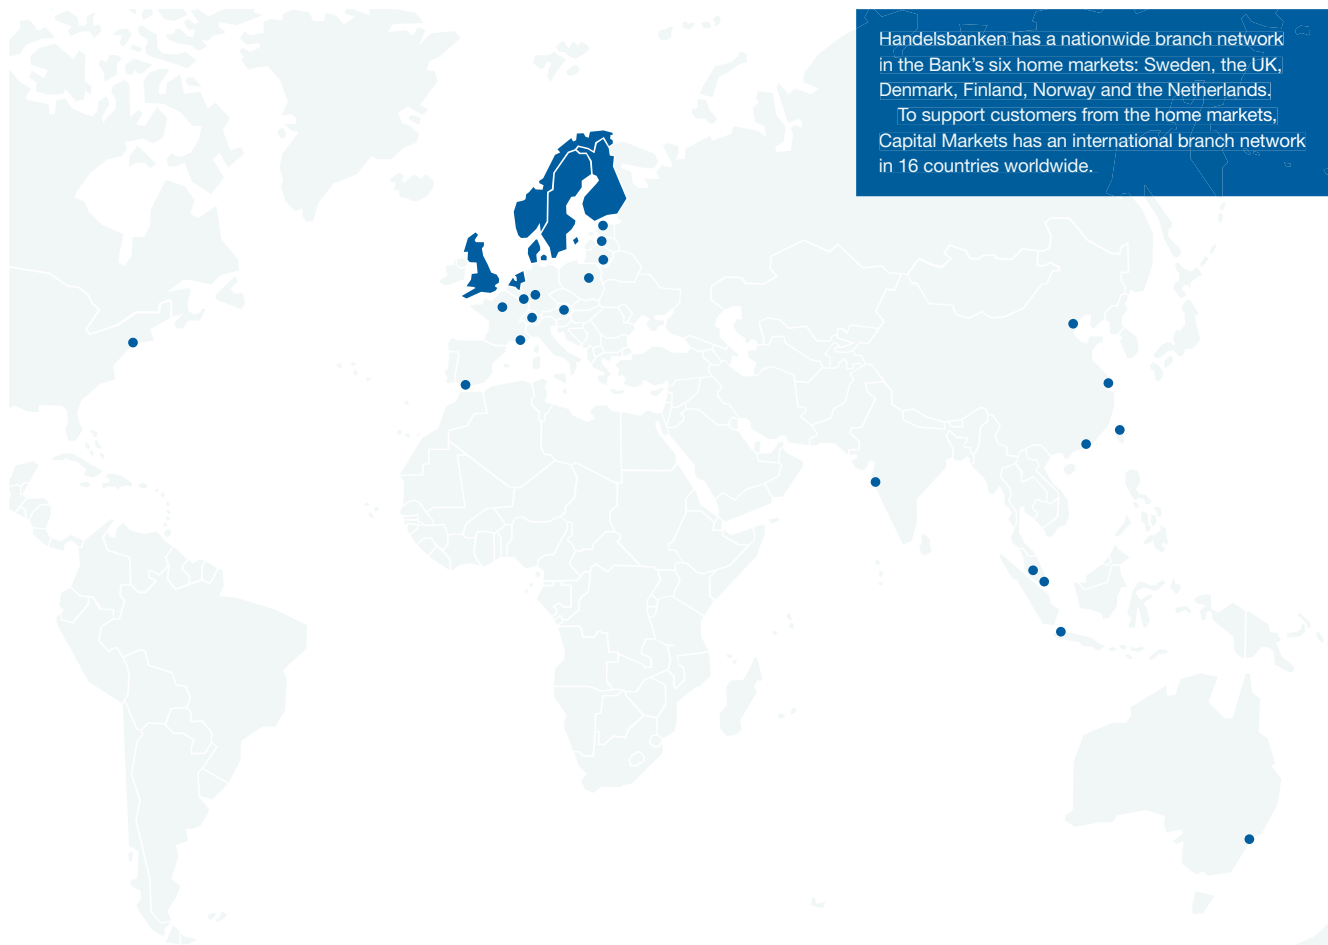 Handelsbanken has a nationwide branch network
in the Bank’s six home markets: Sweden, the UK,
Denmark, Finland, Norway and the Netherlands.
To support customers from the home markets,
Capital Markets has an international branch network
in 16 countries worldwide.